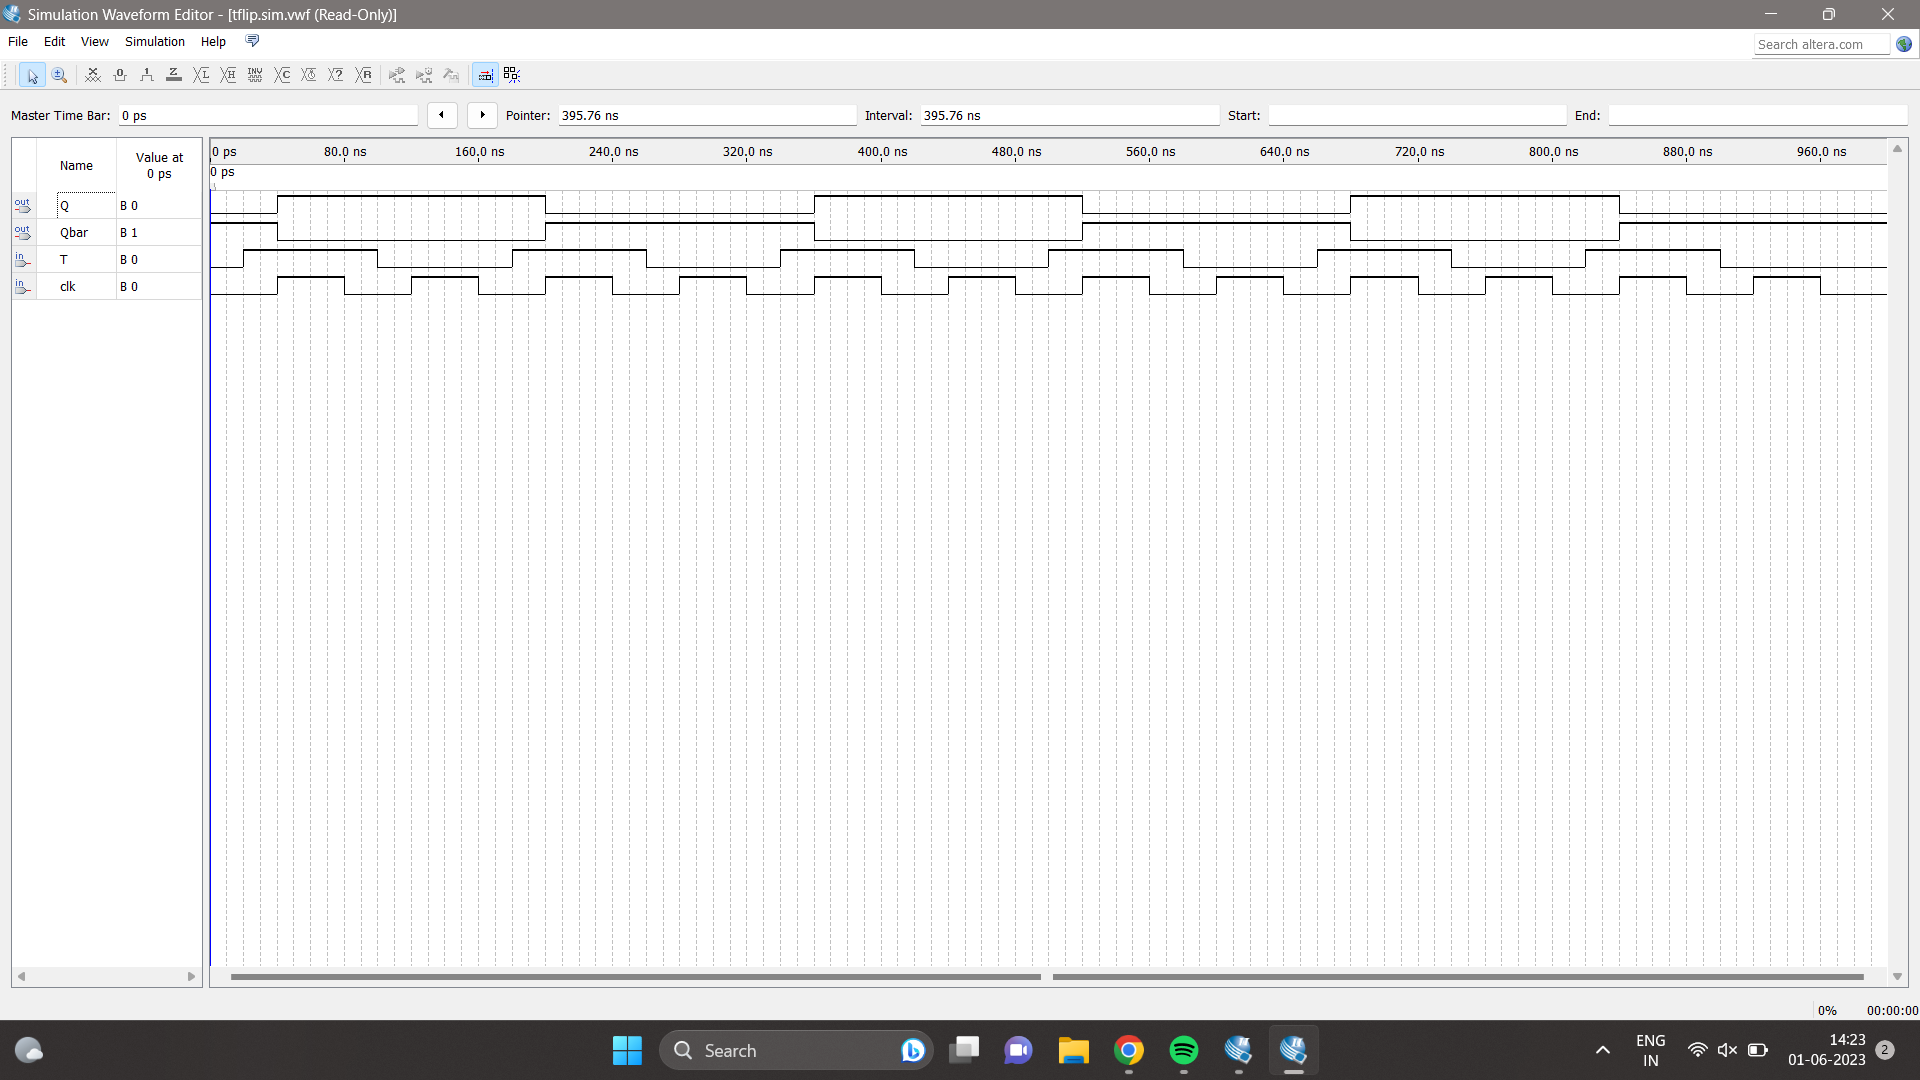 Simulation Waveform Editor - [tflip.sim.vwf (Read-Only)]
File Edit View Simulation Help
Search altera.com
Master Time Bar: 0 ps Pointer: 395.76 ns Interval: 395.76 ns Start: End:
Name Value at 0 ps
0 ps 80.0 ns 160.0 ns 240.0 ns 320.0 ns 400.0 ns 480.0 ns 560.0 ns 640.0 ns 720.0 ns 800.0 ns 880.0 ns 960.0 ns
0 ps
out Q B 0
out Qbar B 1
in T B 0
in clk B 0
0% 00:00:00
Search
ENG
IN
14:23
01-06-2023
2